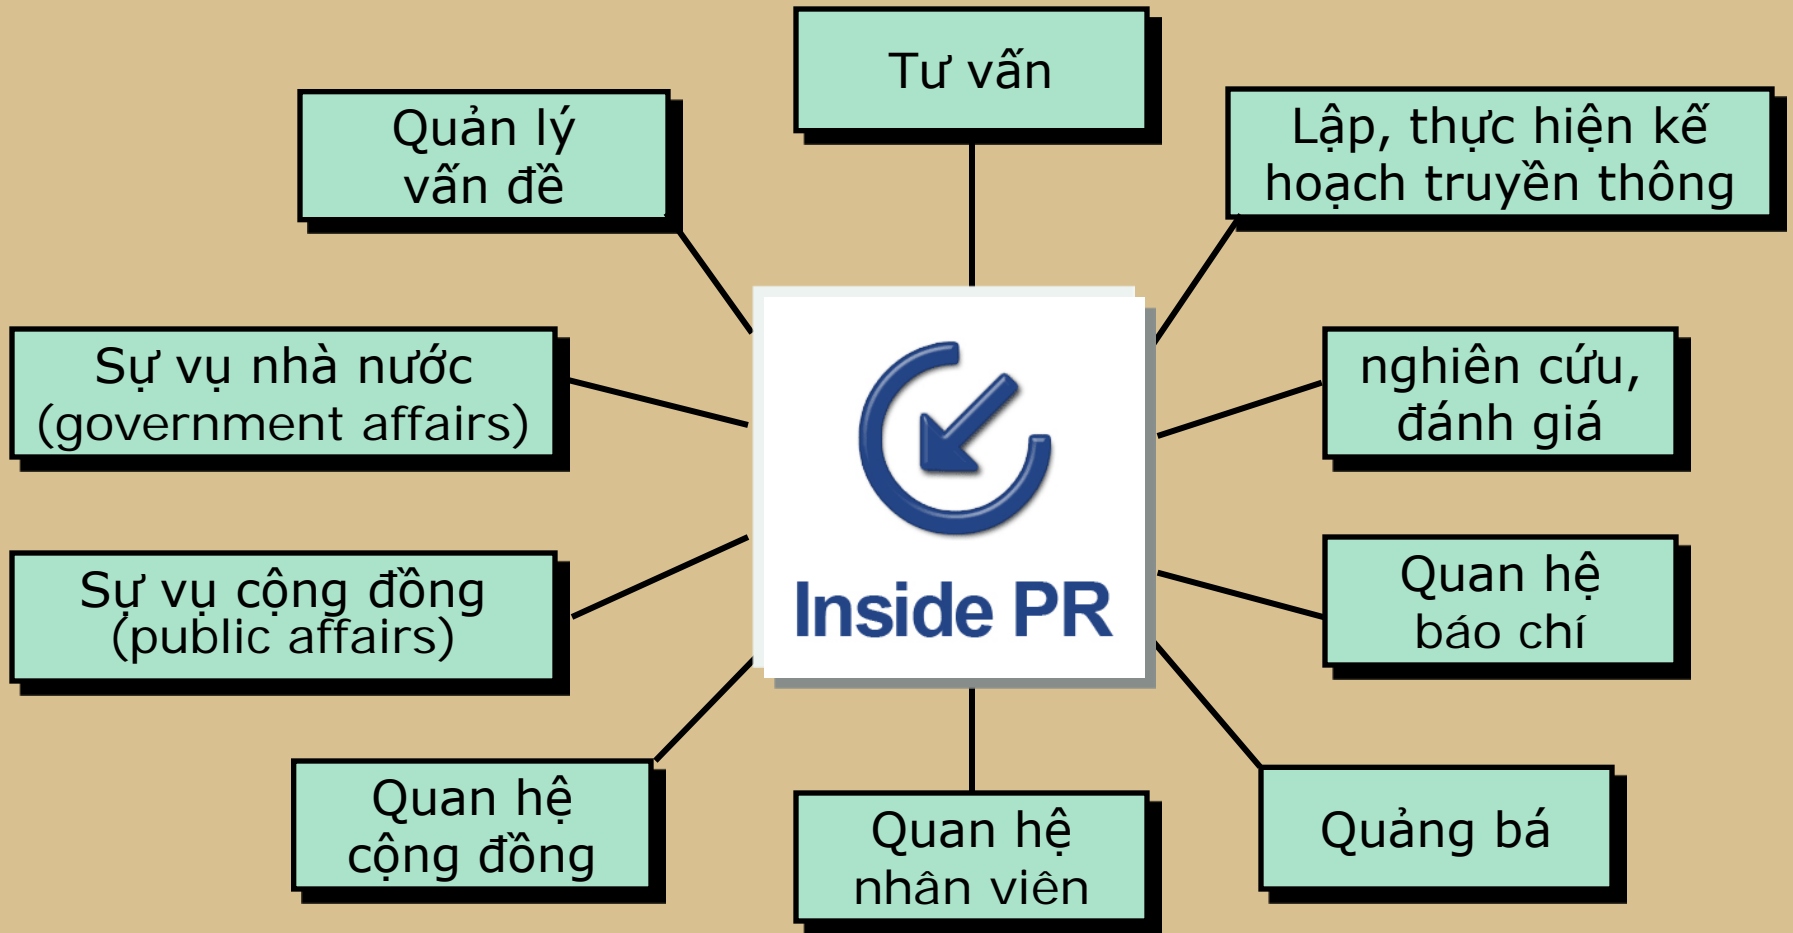 Tư vấn
Quản lý
vấn đề
Lập, thực hiện kế
hoạch truyền thông
Sự vụ nhà nước
(government affairs)
nghiên cứu,
đánh giá
Sự vụ cộng đồng
(public affairs)
Inside PR
Quan hệ
báo chí
Quan hệ
cộng đồng
Quan hệ
nhân viên
Quảng bá